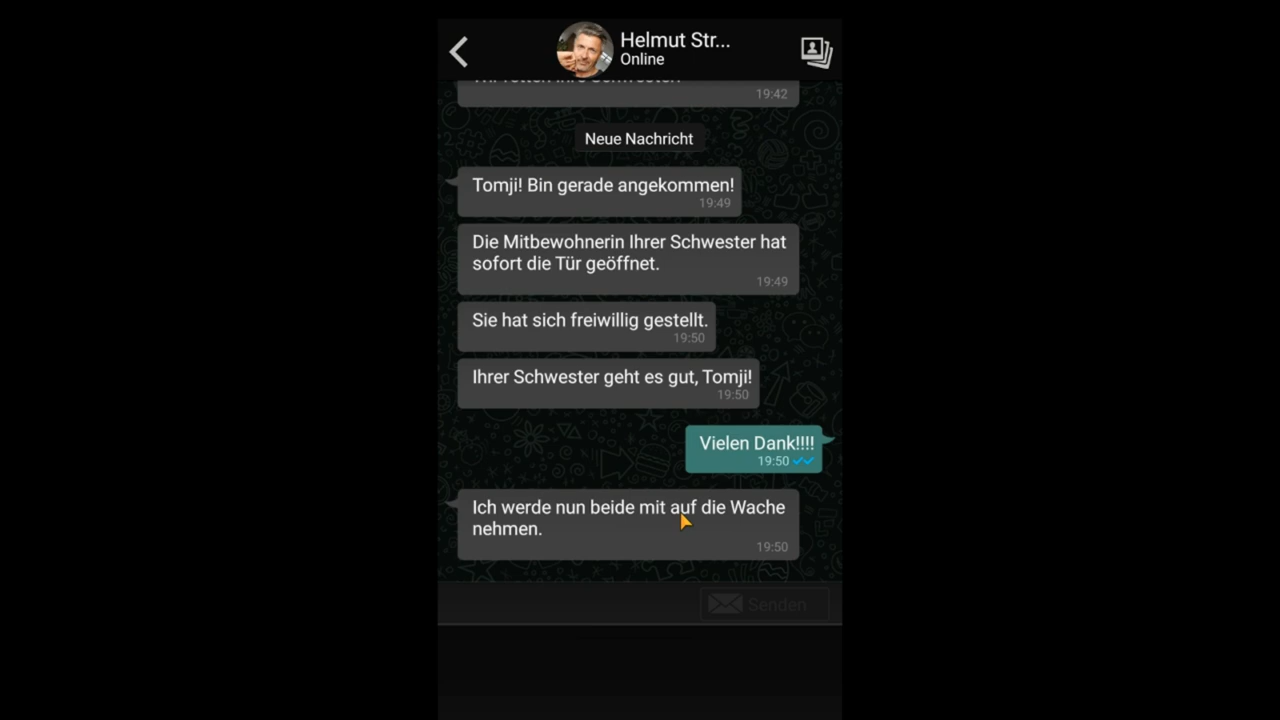 Helmut Str...
Online
19:42
Neue Nachricht
Tomji! Bin gerade angekommen!
19:49
Die Mitbewohnerin Ihrer Schwester hat
sofort die Tür geöffnet.
19:49
Sie hat sich freiwillig gestellt.
19:50
Ihrer Schwester geht es gut, Tomji!
19:50
Vielen Dank!!!!
19:50
Ich werde nun beide mit auf die Wache
nehmen.
19:50
Senden